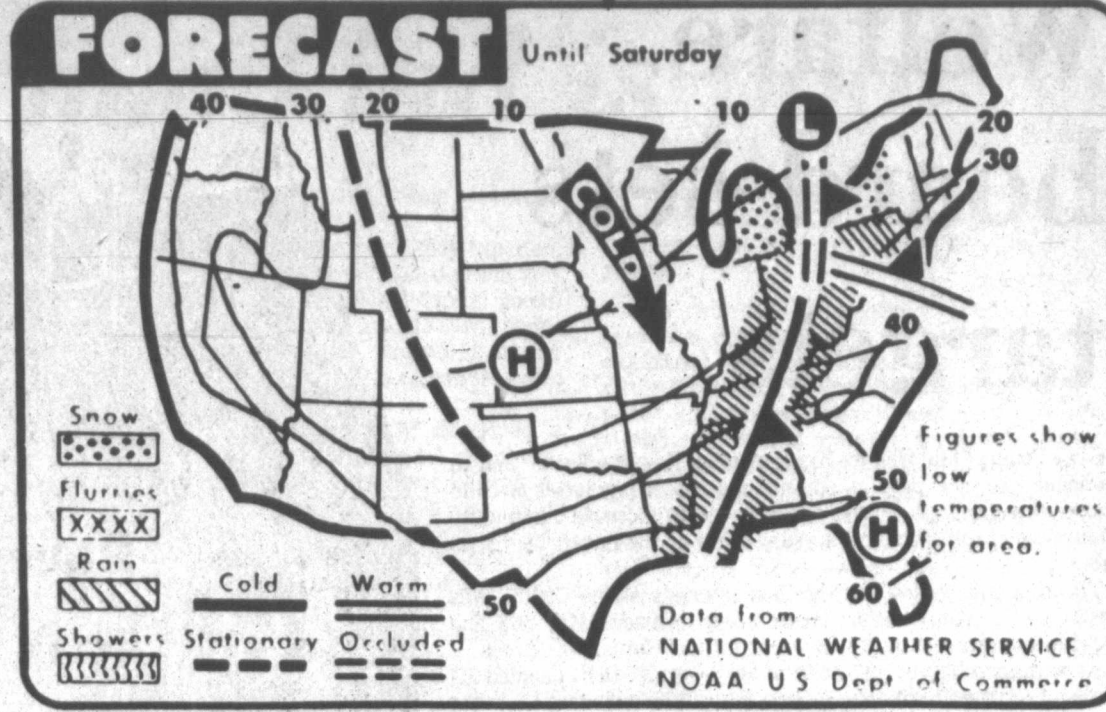 FORECAST Until Saturday
40 30 20 10 10 L
20
30
COLD
H
40
Snow
Flurries
XXXX
Rain
Showers
Cold Warm
Stationary Occluded
50
50
H
60
Figures show
low
temperatures
for area.
Data from
NATIONAL WEATHER SERVICE
NOAA U S Dept of Commerce